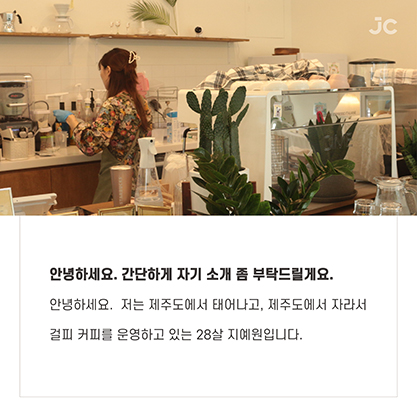 JC
안녕하세요. 간단하게 자기 소개 좀 부탁드릴게요.
안녕하세요.  저는 제주도에서 태어나고, 제주도에서 자라서
걸피 커피를 운영하고 있는 28살 지예원입니다.